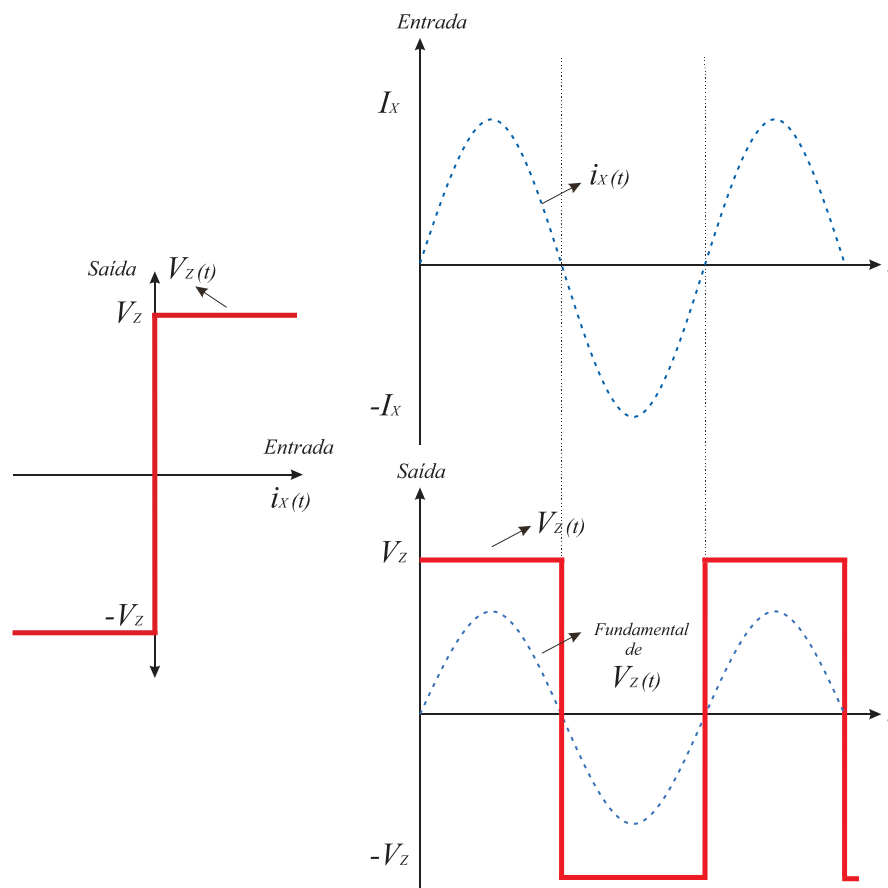 Saída
V_Z(t)
V_Z
Entrada
i_X(t)
-V_Z
Entrada
I_X
i_X(t)
-I_X
Saída
V_Z(t)
V_Z
Fundamental
de
V_Z(t)
-V_Z